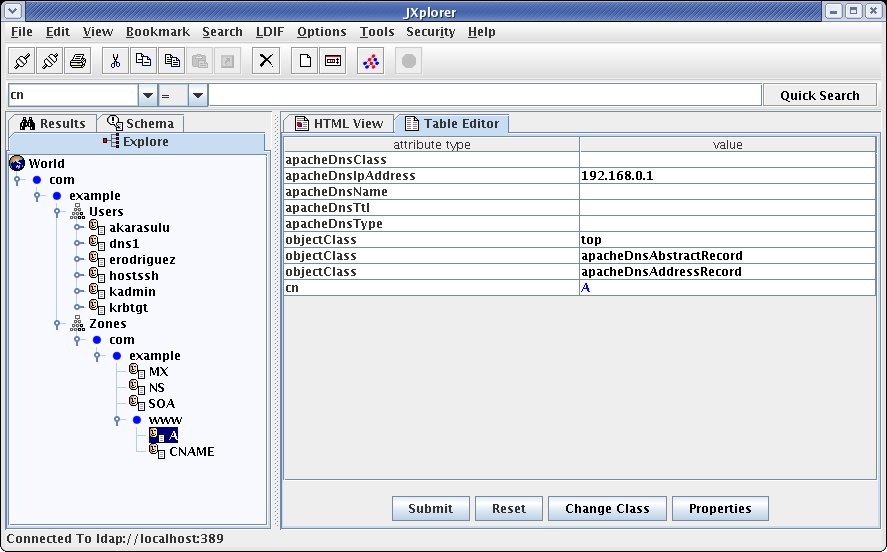 JXplorer
File Edit View Bookmark Search LDIF Options Tools Security Help
cn = Quick Search
Results Schema
Explore
World
com
example
Users
akarasulu
dns1
erodriguez
hostssh
kadmin
krbtgt
Zones
com
example
MX
NS
SOA
www
A
CNAME
HTML View Table Editor
attribute type value
apacheDnsClass
apacheDnsIpAddress 192.168.0.1
apacheDnsName
apacheDnsTtl
apacheDnsType
objectClass top
objectClass apacheDnsAbstractRecord
objectClass apacheDnsAddressRecord
cn A
Submit Reset Change Class Properties
Connected To ldap://localhost:389